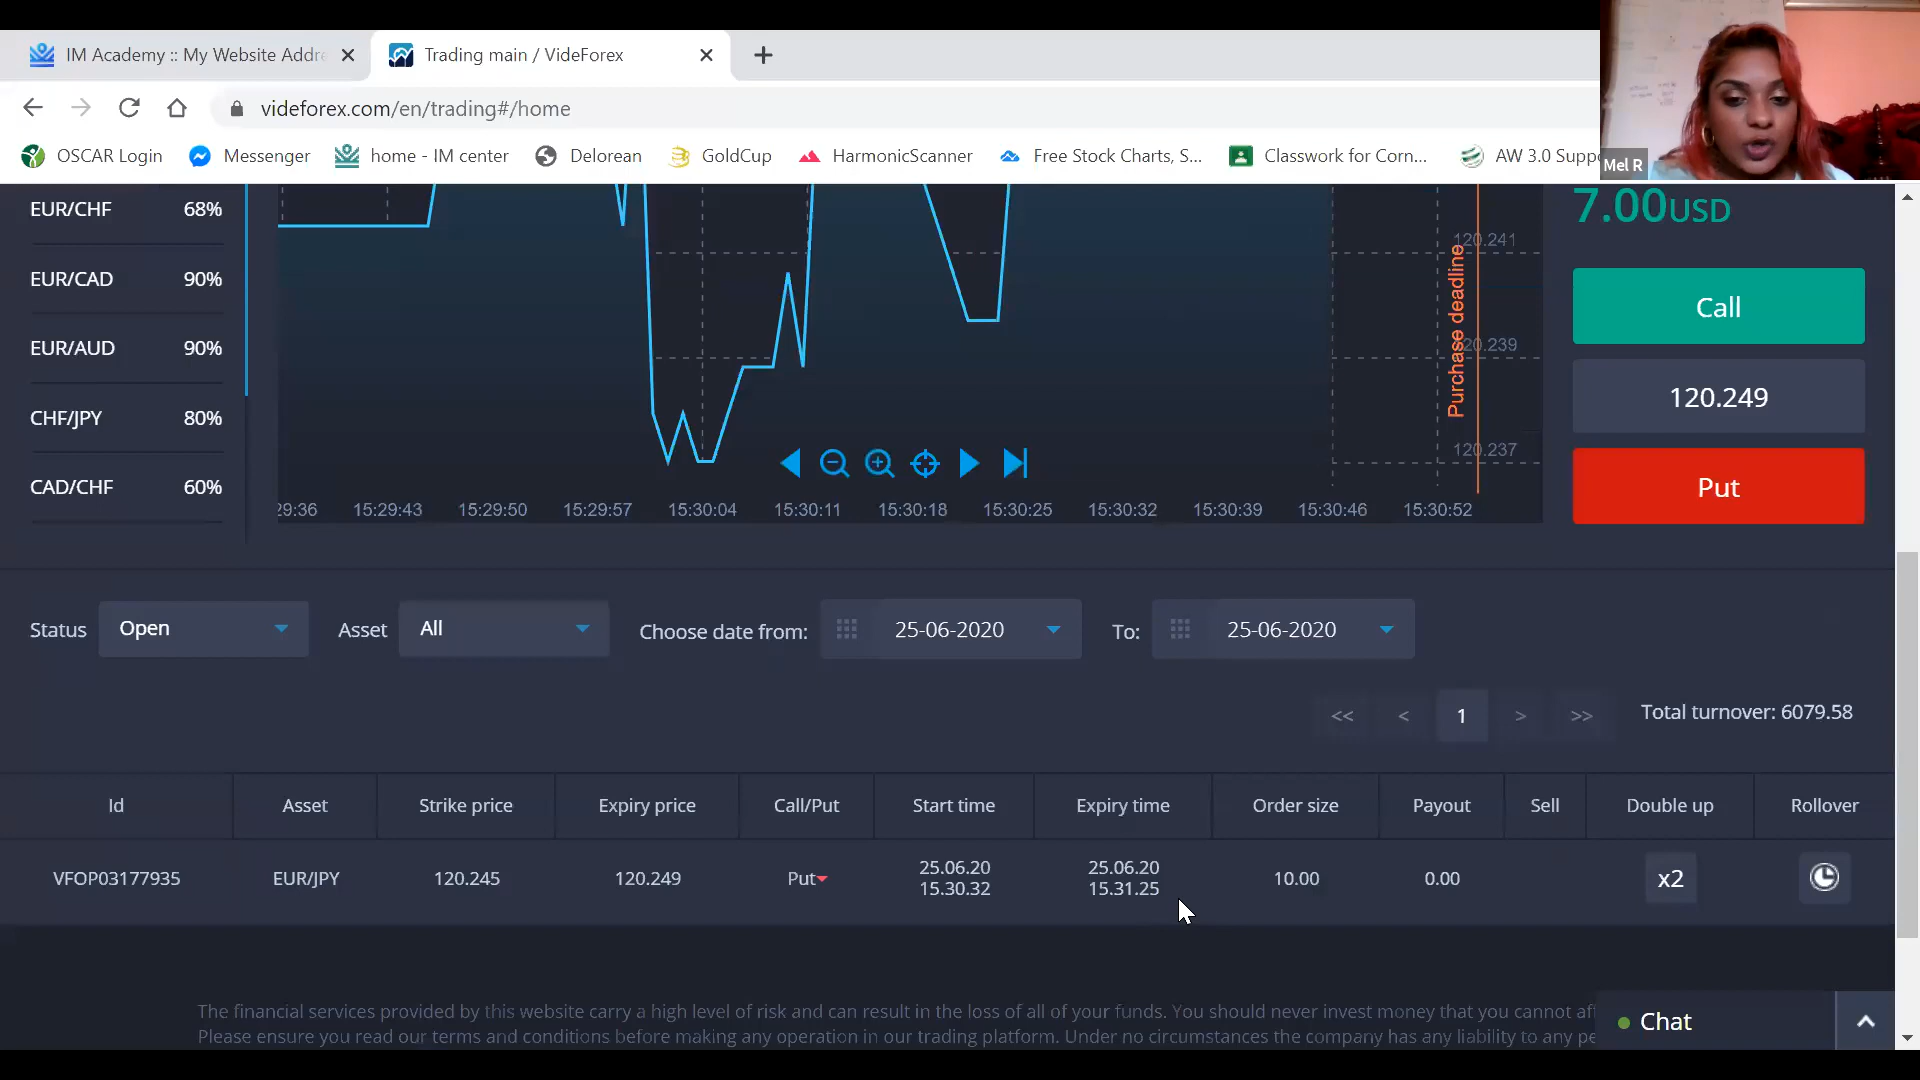 IM Academy :: My Website Addre
Trading main / VideForex
videforex.com/en/trading#/home
OSCAR Login
Messenger
home - IM center
Delorean
GoldCup
HarmonicScanner
Free Stock Charts, S...
Classwork for Corn...
AW 3.0 Suppo
Mel R
EUR/CHF 68%
EUR/CAD 90%
EUR/AUD 90%
CHF/JPY 80%
CAD/CHF 60%
120.241
120.239
120.237
Purchase deadline
29:36 15:29:43 15:29:50 15:29:57 15:30:04 15:30:11 15:30:18 15:30:25 15:30:32 15:30:39 15:30:46 15:30:52
7.00USD
Call
120.249
Put
Status Open Asset All Choose date from: 25-06-2020 To: 25-06-2020
<< < 1 > >> Total turnover: 6079.58
Id Asset Strike price Expiry price Call/Put Start time Expiry time Order size Payout Sell Double up Rollover
VFOP03177935 EUR/JPY 120.245 120.249 Put 25.06.20 15.30.32 25.06.20 15.31.25 10.00 0.00 x2
The financial services provided by this website carry a high level of risk and can result in the loss of all of your funds. You should never invest money that you cannot af
Please ensure you read our terms and conditions before making any operation in our trading platform. Under no circumstances the company has any liability to any pe
Chat